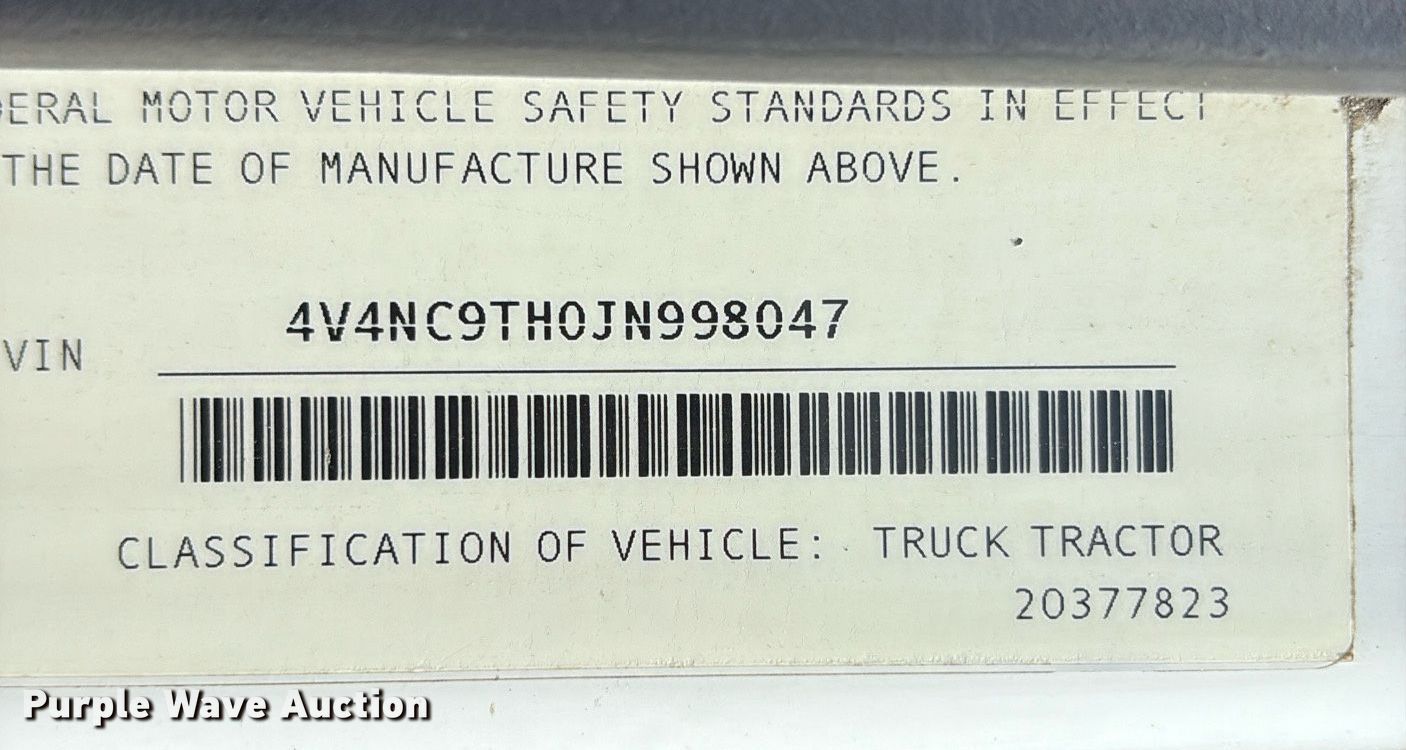 DERAL MOTOR VEHICLE SAFETY STANDARDS IN EFFECT
THE DATE OF MANUFACTURE SHOWN ABOVE.
4V4NC9TH0JN998047
VIN
CLASSIFICATION OF VEHICLE: TRUCK TRACTOR
20377823
Purple Wave Auction